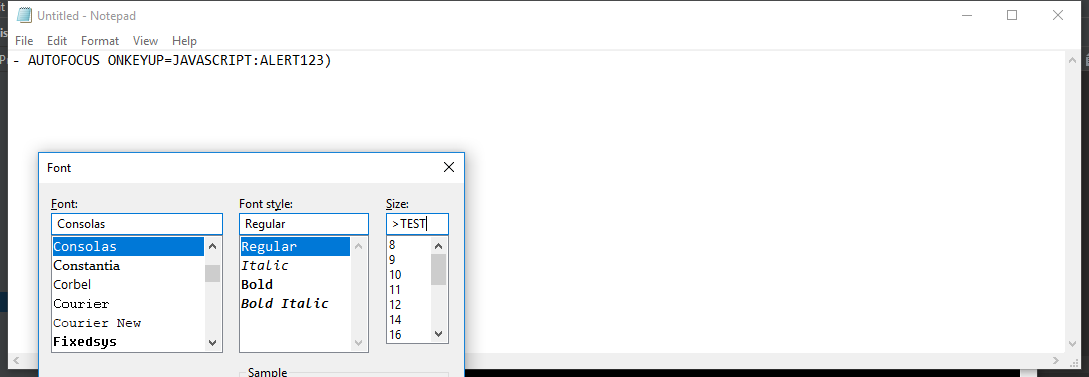 Untitled - Notepad
File Edit Format View Help
- AUTOFOCUS ONKEYUP=JAVASCRIPT:ALERT123)
Font
Font: Font style: Size:
Consolas Regular >TEST
Consolas Regular 8
Constantia Italic 9
Corbel Bold 10
Courier Bold Italic 11
Courier New 12
Fixedsys 14
16
Sample